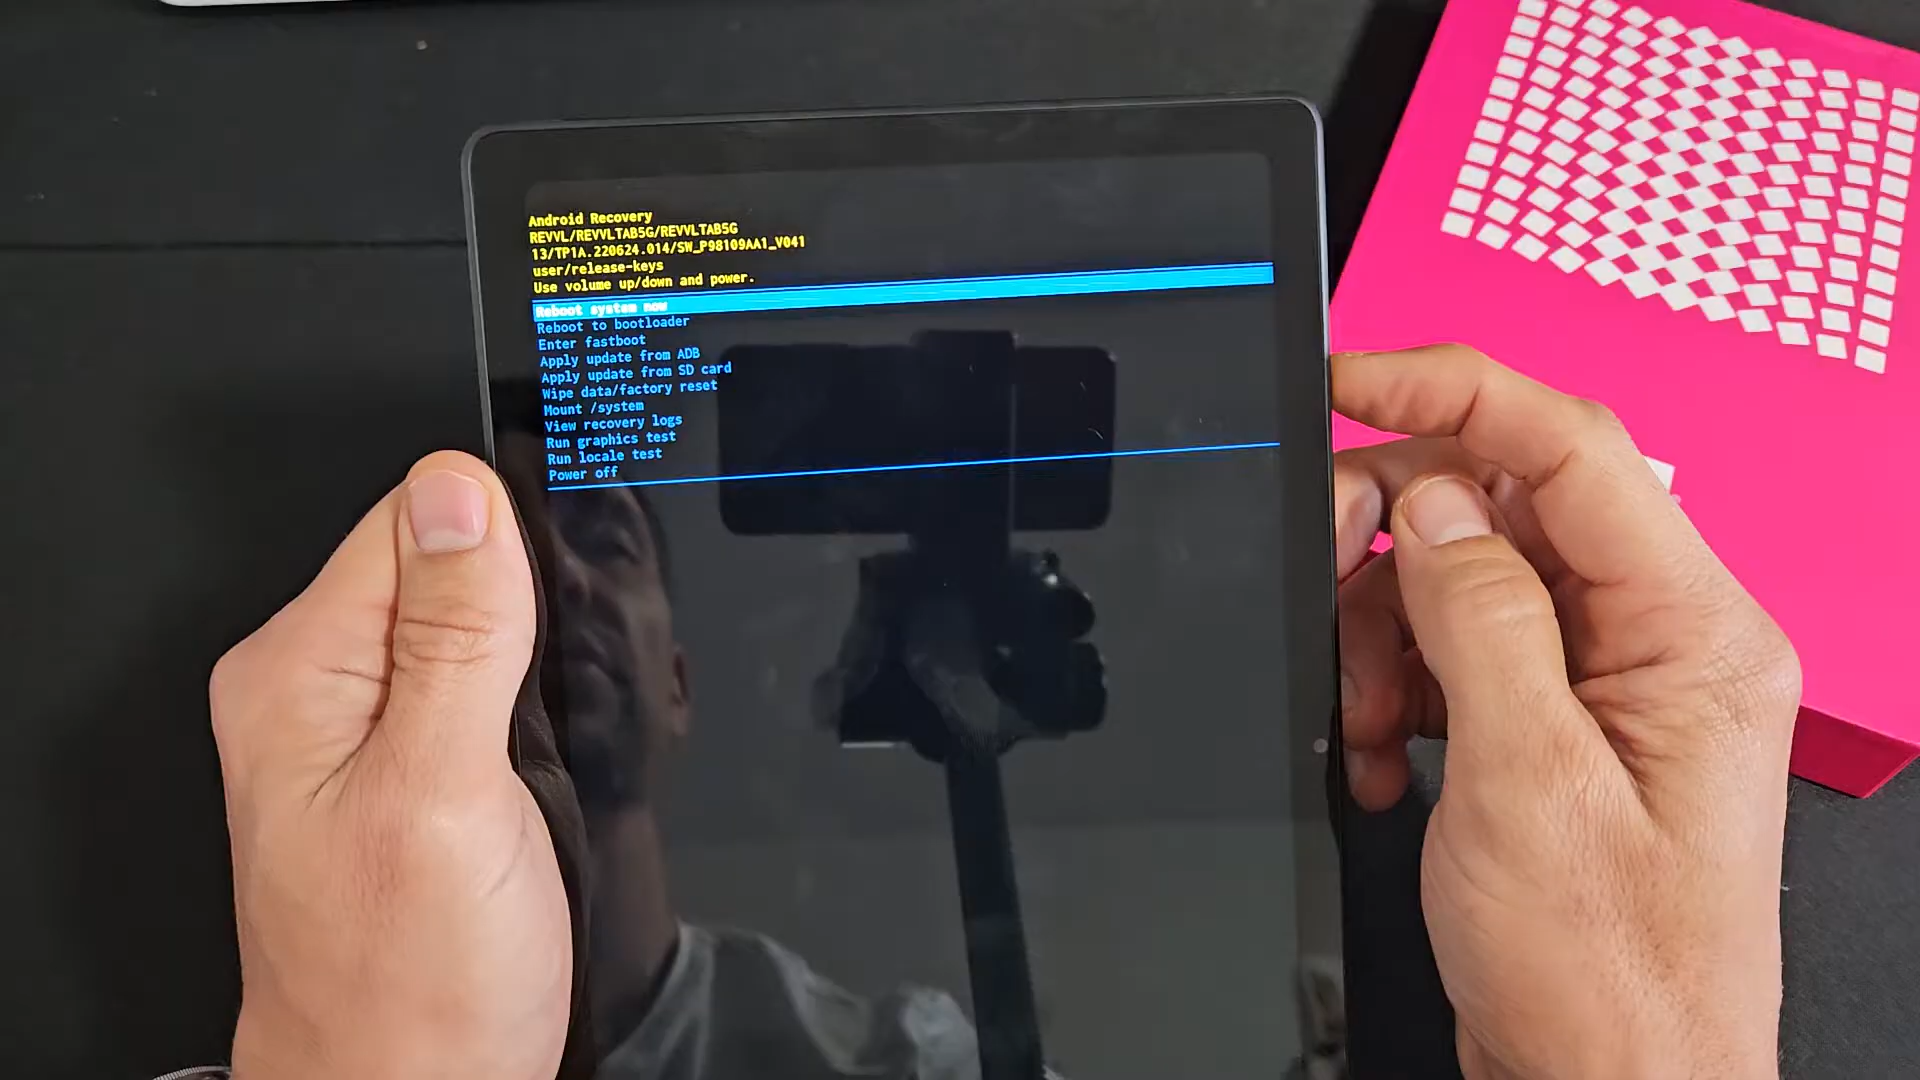 Android Recovery
REVVL/REVVLTAB5G/REVVLTAB5G
13/TP1A.220624.014/SW_P98109AA1_V041
user/release-keys
Use volume up/down and power.
Reboot system now
Reboot to bootloader
Enter fastboot
Apply update from ADB
Apply update from SD card
Wipe data/factory reset
Mount /system
View recovery logs
Run graphics test
Run locale test
Power off